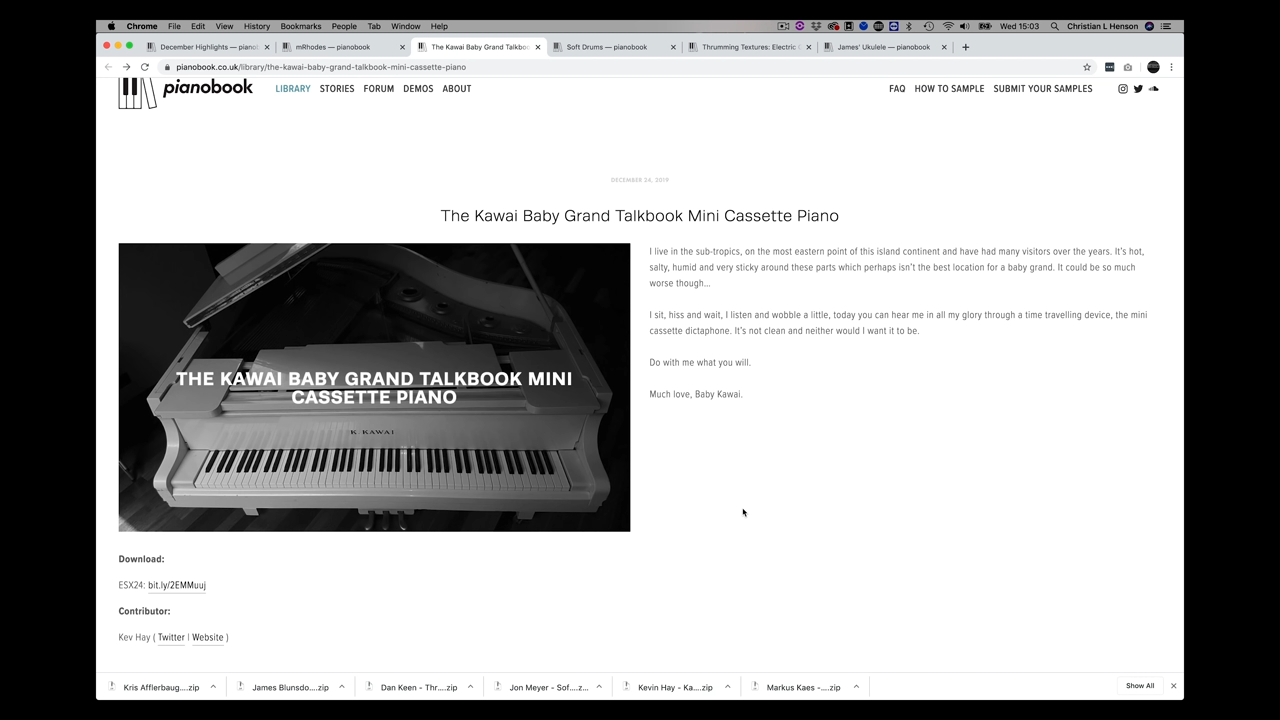 Chrome File Edit View History Bookmarks People Tab Window Help Wed 15:03 Christian L Henson
December Highlights — pianol mRhodes — pianobook The Kawai Baby Grand Talkboo Soft Drums — pianobook Thrumming Textures: Electric G James' Ukulele — pianobook
pianobook.co.uk/library/the-kawai-baby-grand-talkbook-mini-cassette-piano
pianobook LIBRARY STORIES FORUM DEMOS ABOUT FAQ HOW TO SAMPLE SUBMIT YOUR SAMPLES
DECEMBER 24, 2019
The Kawai Baby Grand Talkbook Mini Cassette Piano
THE KAWAI BABY GRAND TALKBOOK MINI
CASSETTE PIANO
K KAWAI
I live in the sub-tropics, on the most eastern point of this island continent and have had many visitors over the years. It's hot,
salty, humid and very sticky around these parts which perhaps isn't the best location for a baby grand. It could be so much
worse though...
I sit, hiss and wait, I listen and wobble a little, today you can hear me in all my glory through a time travelling device, the mini
cassette dictaphone. It's not clean and neither would I want it to be.
Do with me what you will.
Much love, Baby Kawai.
Download:
ESX24: bit.ly/2EMMuuj
Contributor:
Kev Hay ( Twitter | Website )
Kris Afflerbaug....zip James Blunsdo....zip Dan Keen - Thr....zip Jon Meyer - Sof....z... Kevin Hay - Ka....zip Markus Kaes -....zip Show All